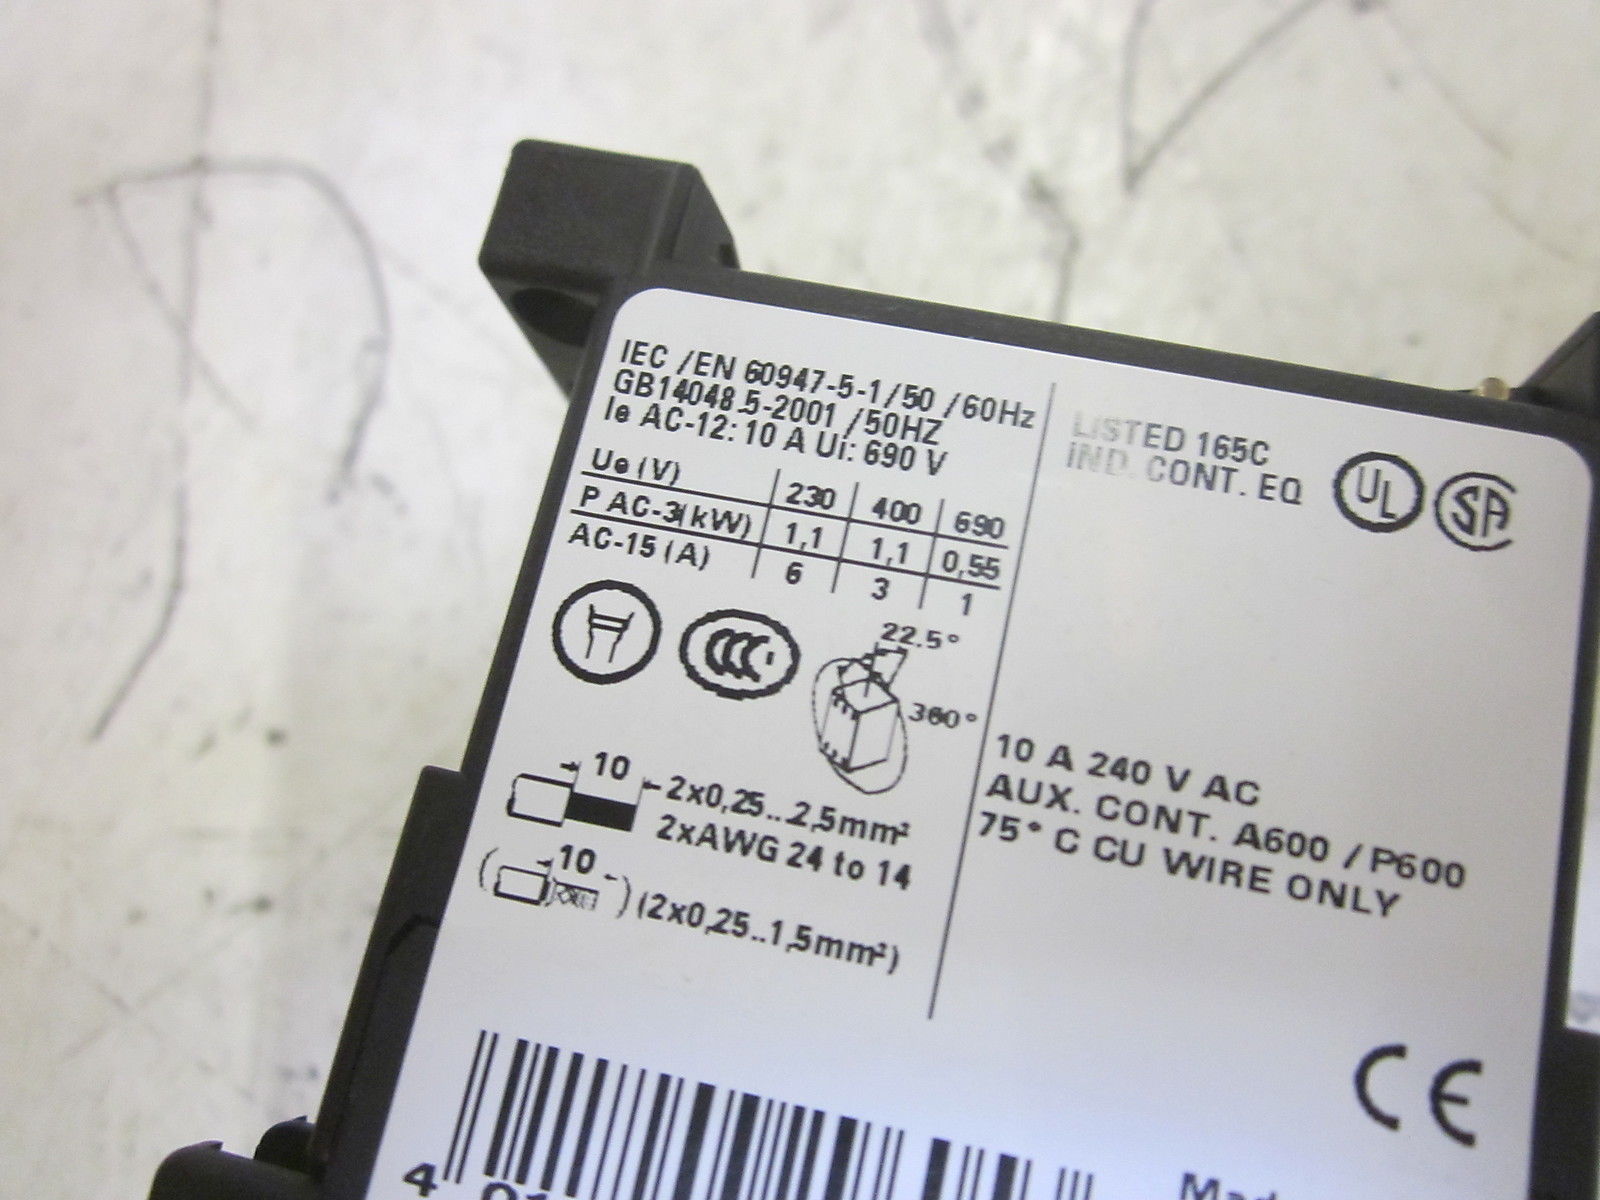 IEC /EN 60947-5-1/50 /60Hz
GB14048.5-2001 /50HZ
Ie AC-12: 10 A Ui: 690 V
Ue (V) 230 400 690
P AC-3(kW) 1,1 1,1 0,55
AC-15 (A) 6 3 1
22.5°
360°
10
2x0,25...2,5mm²
2xAWG 24 to 14
( 10 ) (2x0,25..1,5mm²)
LISTED 165C
IND. CONT. EQ
UL
SA
10 A 240 V AC
AUX. CONT. A600 / P600
75° C CU WIRE ONLY
CE
4